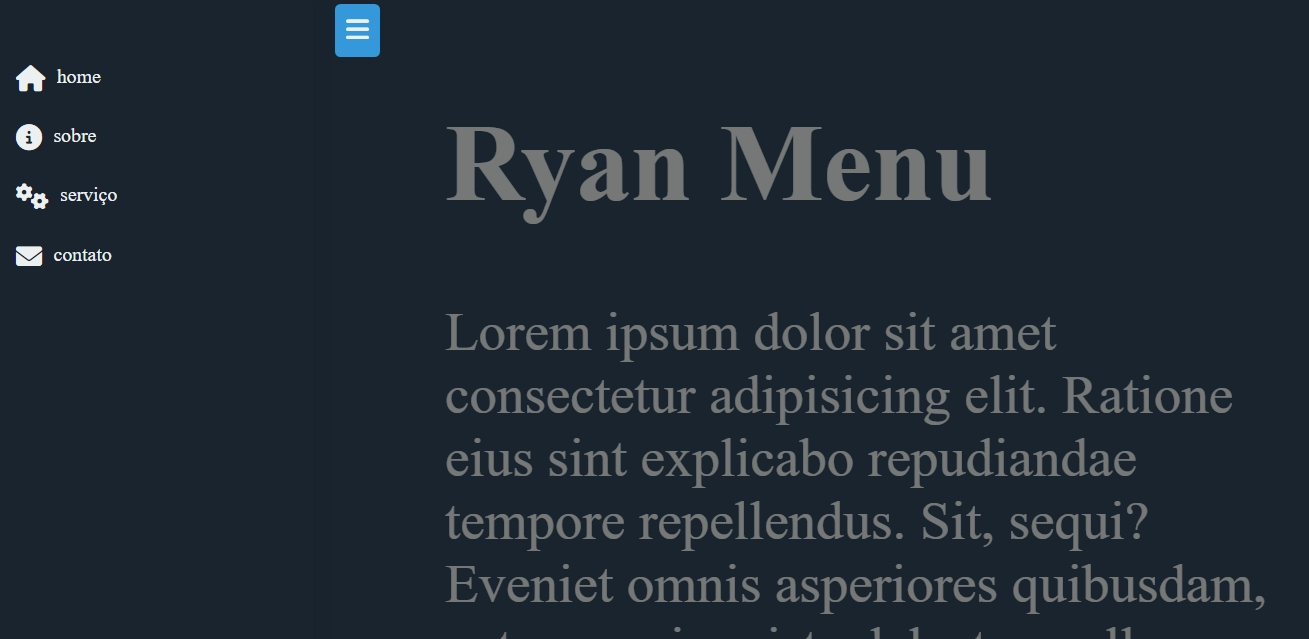 home
sobre
serviço
contato
Ryan Menu
Lorem ipsum dolor sit amet
consectetur adipisicing elit. Ratione
eius sint explicabo repudiandae
tempore repellendus. Sit, sequi?
Eveniet omnis asperiores quibusdam,